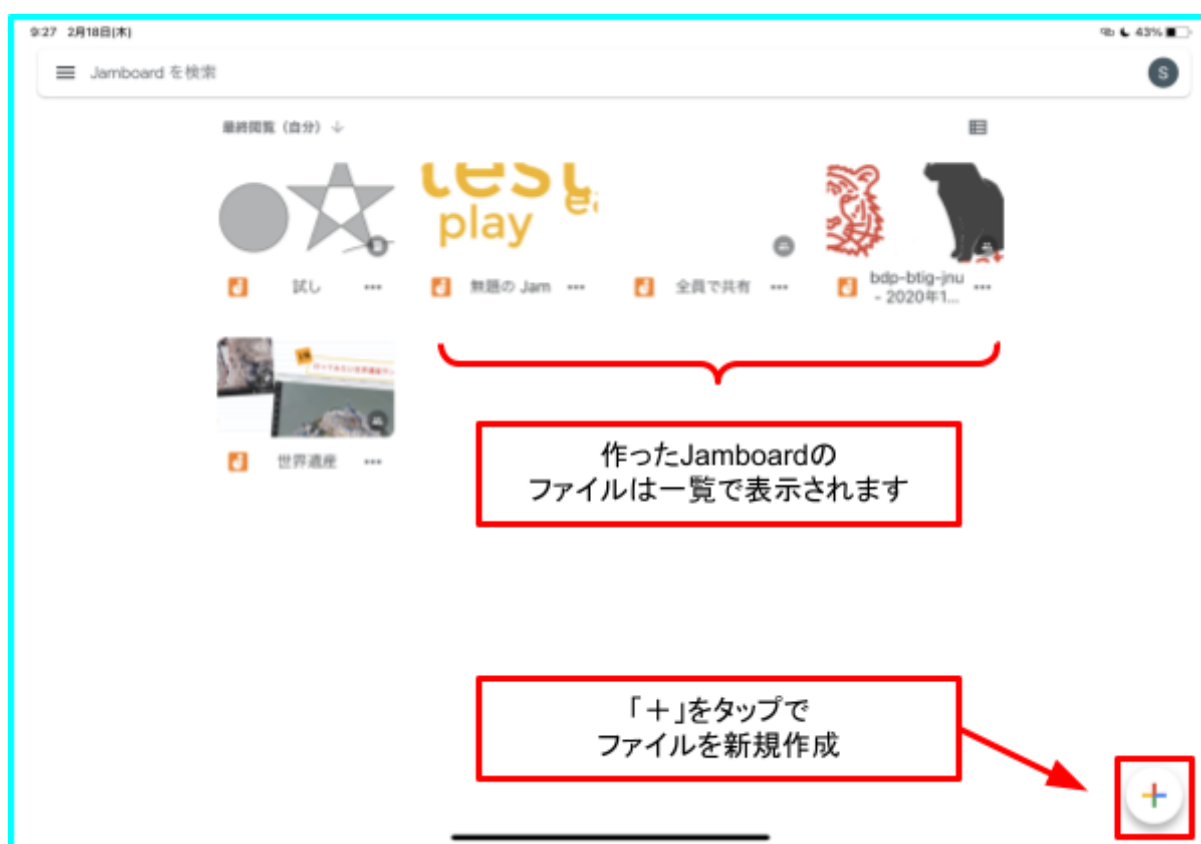 9:27 2月18日(木)
43%
Jamboard を検索
S
最終閲覧（自分）
test
play
試し
無題の Jam
全員で共有
bdp-btig-jnu
- 2020年1...
世界遺産
作ったJamboardの
ファイルは一覧で表示されます
「＋」をタップで
ファイルを新規作成